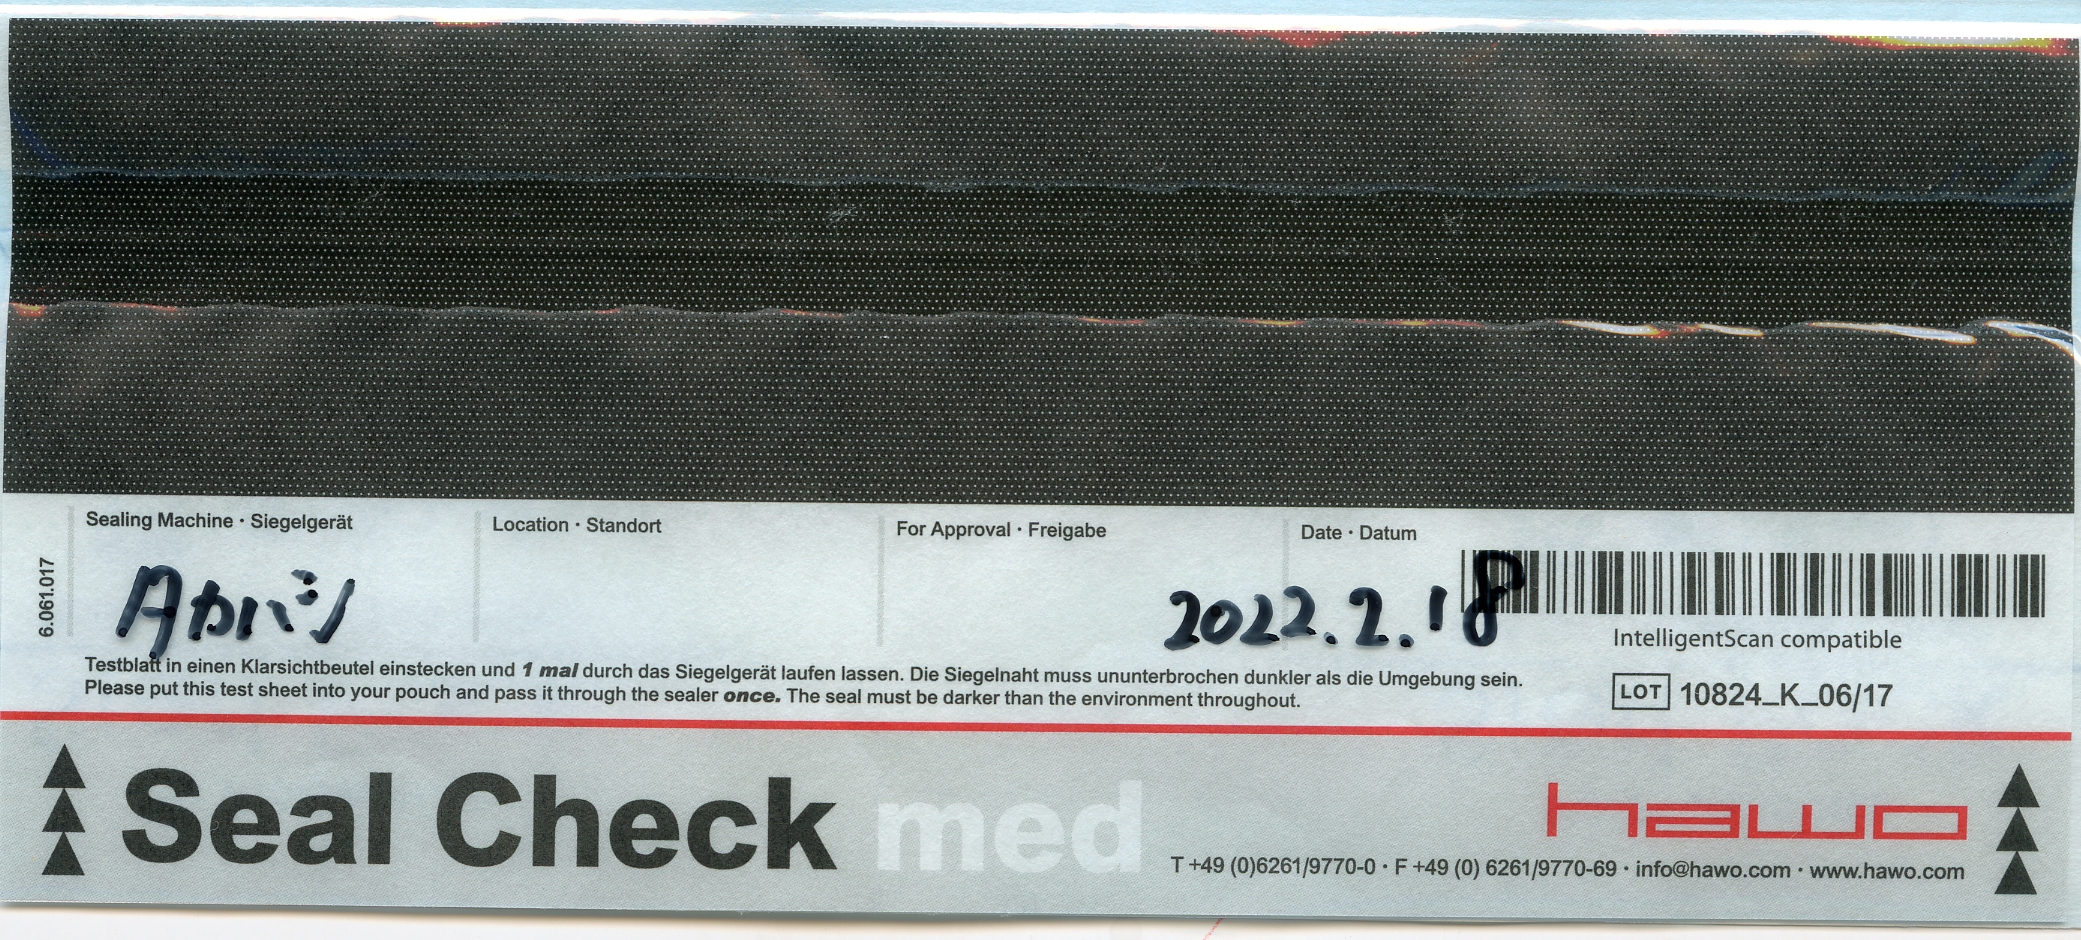 Sealing Machine · Siegelgerät
Location · Standort
For Approval · Freigabe
Date · Datum
6.061.017
タカハシ
2022.2.18
IntelligentScan compatible
Testblatt in einen Klarsichtbeutel einstecken und 1 mal durch das Siegelgerät laufen lassen. Die Siegelnaht muss ununterbrochen dunkler als die Umgebung sein.
Please put this test sheet into your pouch and pass it through the sealer once. The seal must be darker than the environment throughout.
LOT 10824_K_06/17
Seal Check med
hawo
T +49 (0)6261/9770-0 · F +49 (0) 6261/9770-69 · info@hawo.com · www.hawo.com